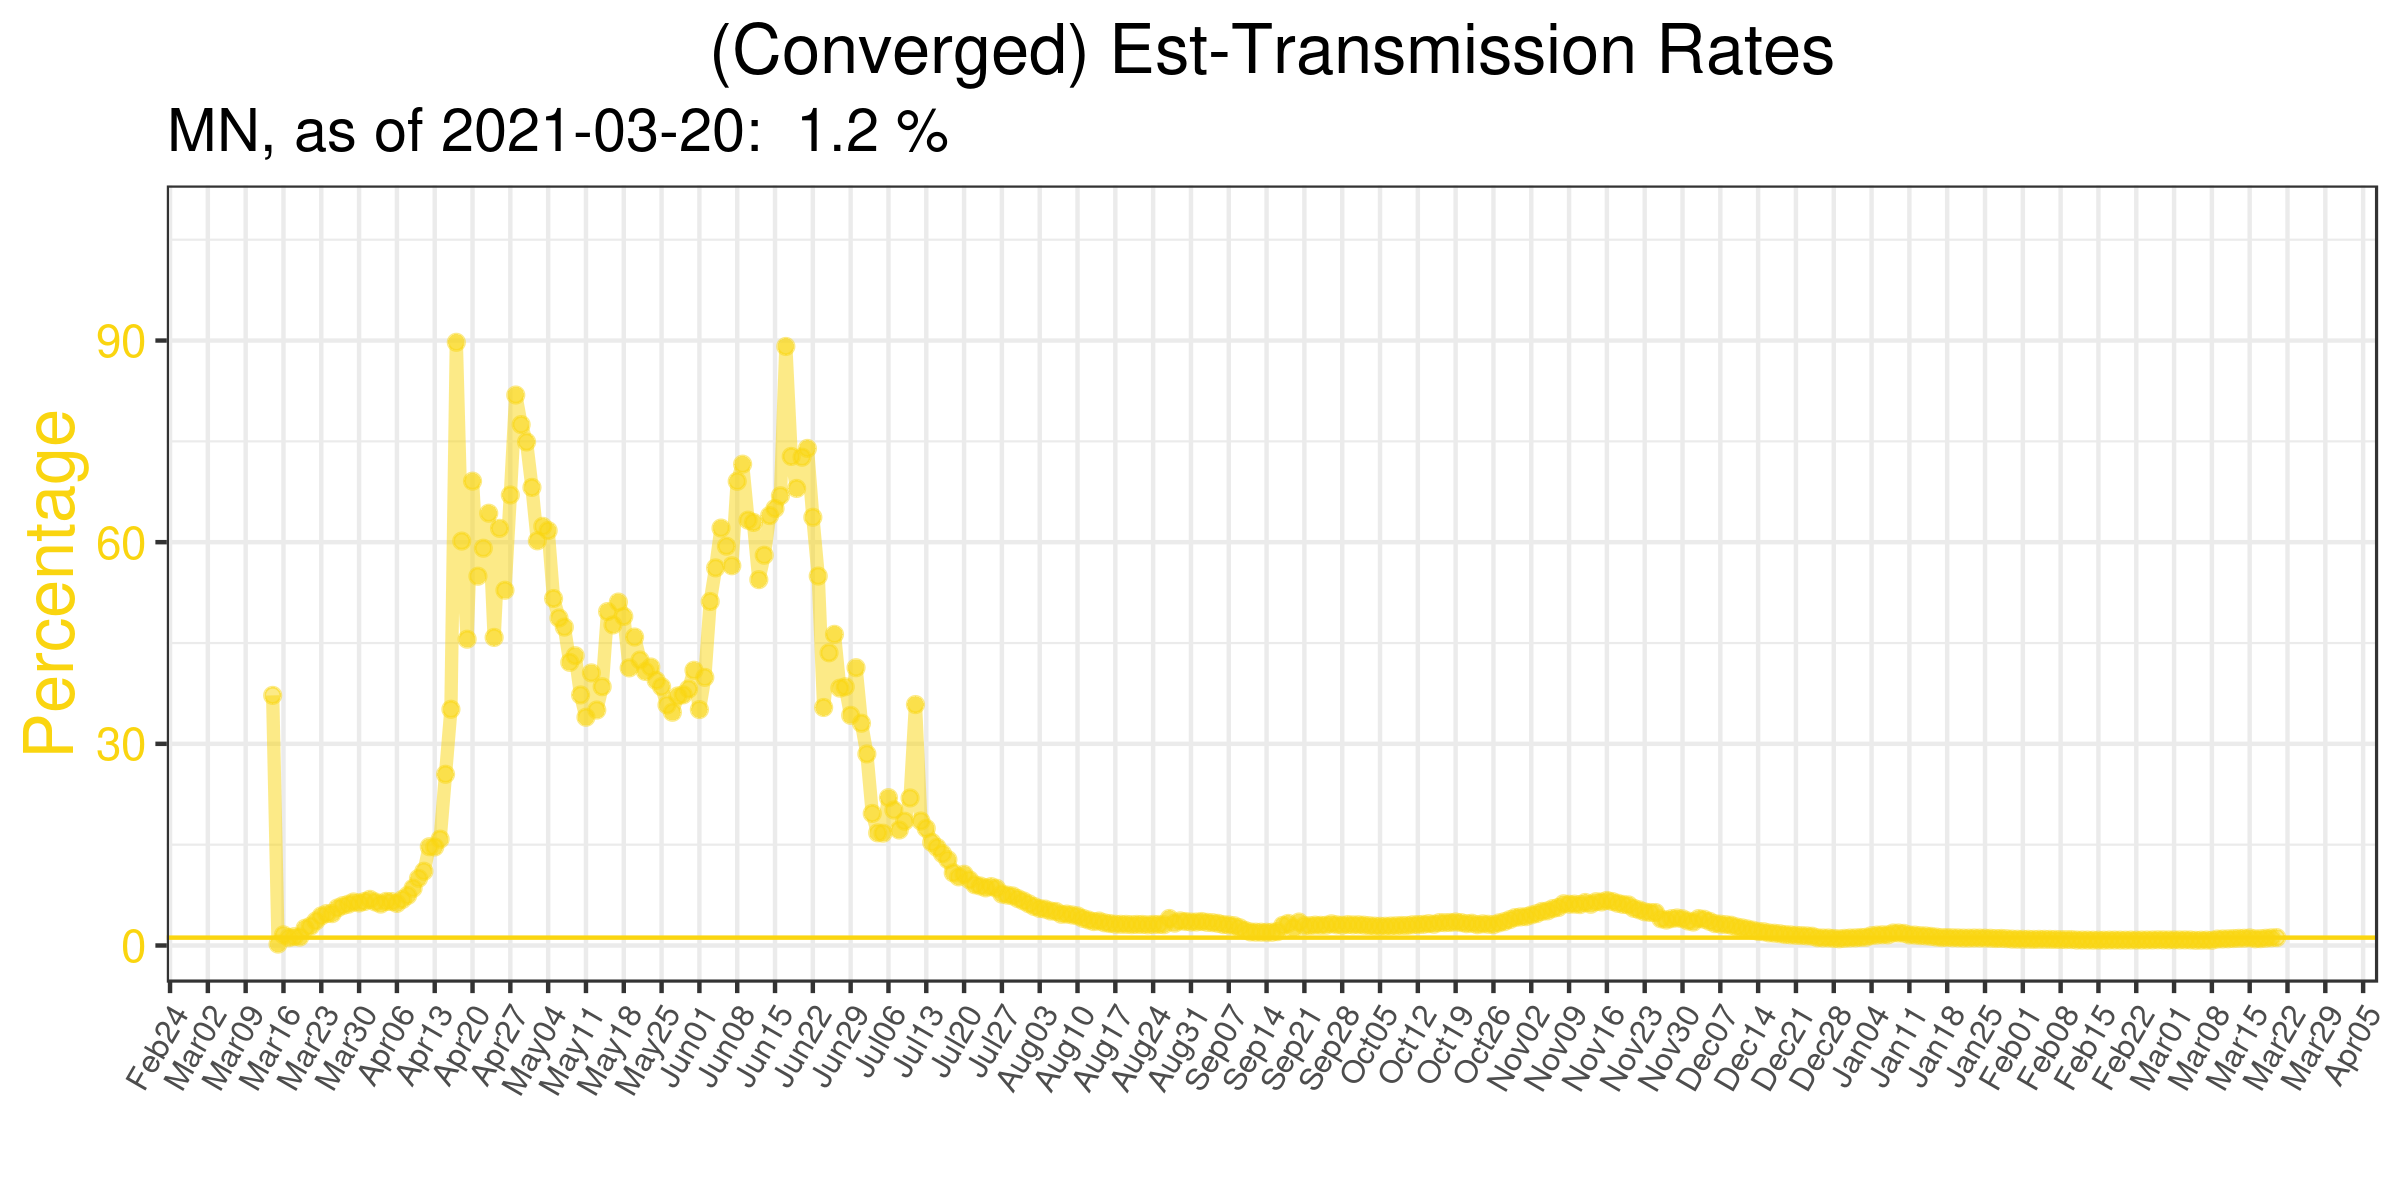 (Converged) Est-Transmission Rates
MN, as of 2021-03-20:  1.2 %
Percentage
90
60
30
0
Feb24
Mar02
Mar09
Mar16
Mar23
Mar30
Apr06
Apr13
Apr20
Apr27
May04
May11
May18
May25
Jun01
Jun08
Jun15
Jun22
Jun29
Jul06
Jul13
Jul20
Jul27
Aug03
Aug10
Aug17
Aug24
Aug31
Sep07
Sep14
Sep21
Sep28
Oct05
Oct12
Oct19
Oct26
Nov02
Nov09
Nov16
Nov23
Nov30
Dec07
Dec14
Dec21
Dec28
Jan04
Jan11
Jan18
Jan25
Feb01
Feb08
Feb15
Feb22
Mar01
Mar08
Mar15
Mar22
Mar29
Apr05